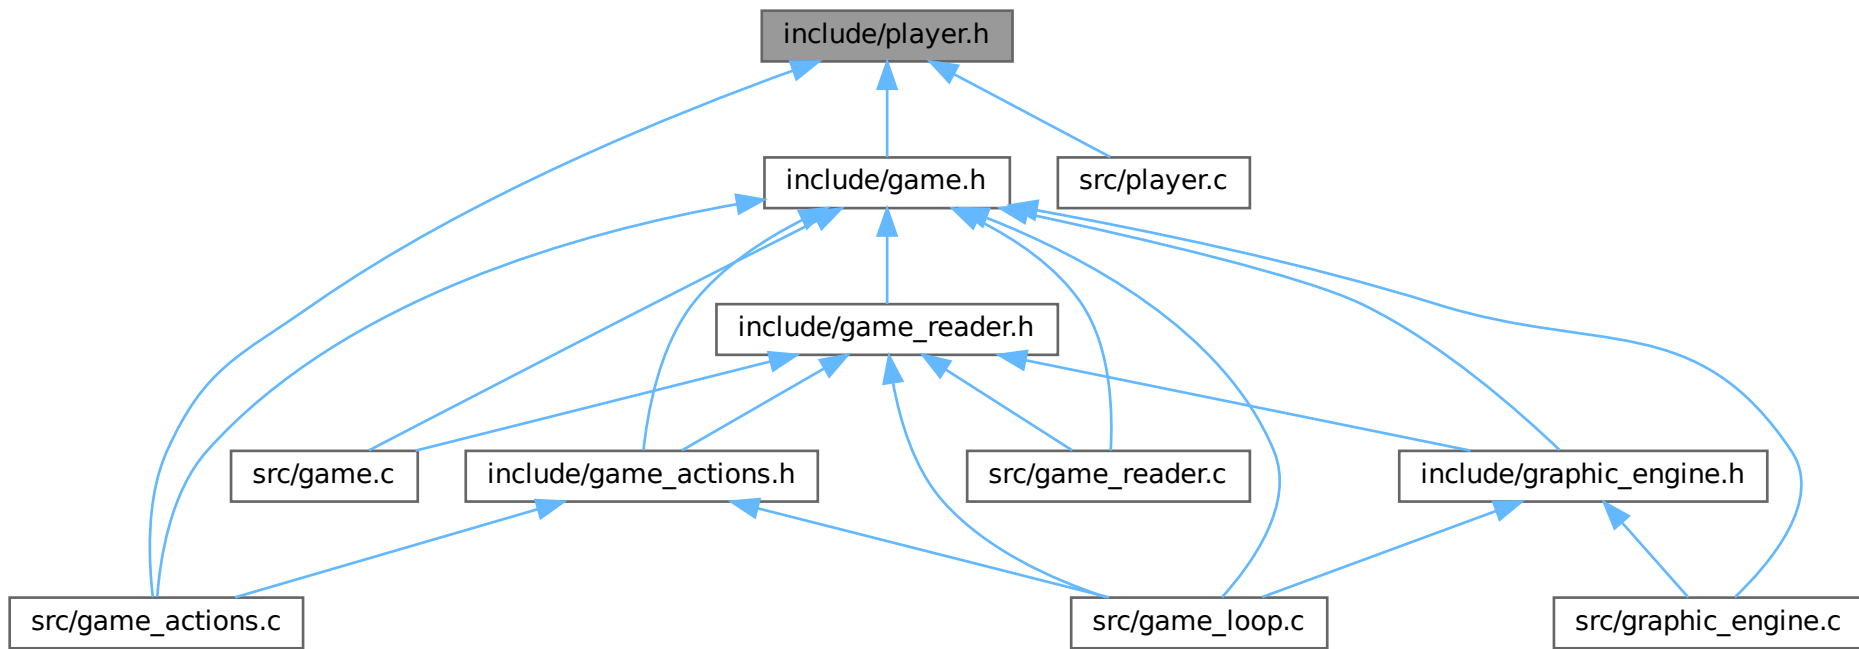 include/player.h
include/game.h
src/player.c
include/game_reader.h
src/game.c
include/game_actions.h
src/game_reader.c
include/graphic_engine.h
src/game_actions.c
src/game_loop.c
src/graphic_engine.c